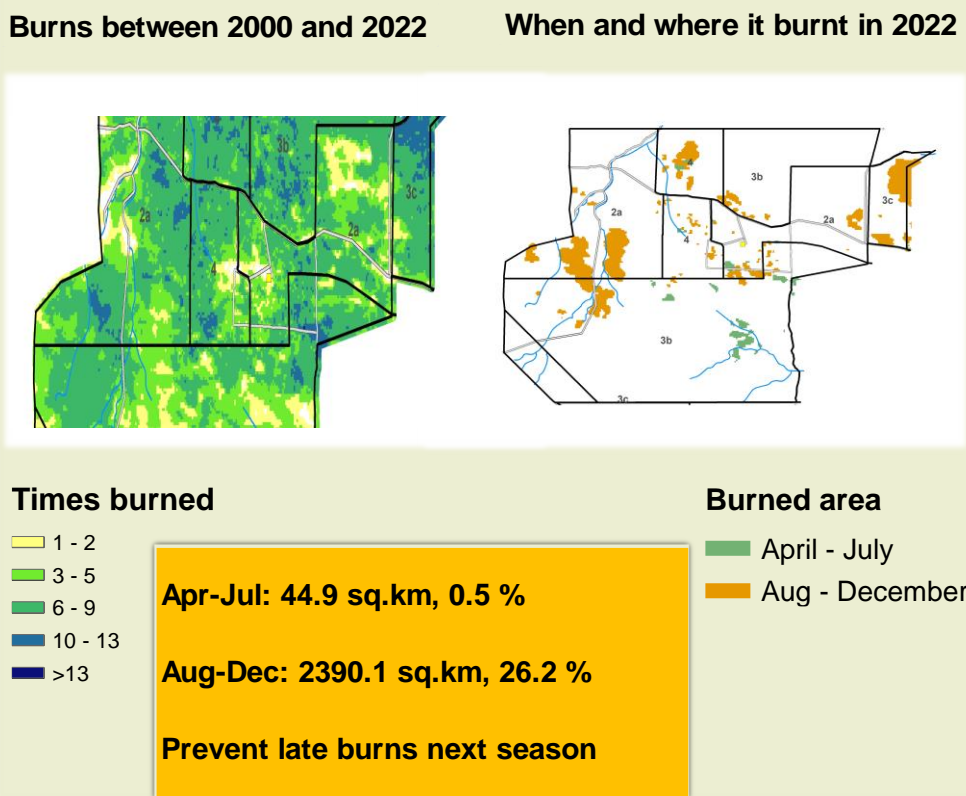 Burns between 2000 and 2022
When and where it burnt in 2022
3b
2a
3c
2a
4
4
3b
3c
2a
2a
4
3b
3c
Times burned
1 - 2
3 - 5
6 - 9
10 - 13
>13
Apr-Jul: 44.9 sq.km, 0.5 %
Aug-Dec: 2390.1 sq.km, 26.2 %
Prevent late burns next season
Burned area
April - July
Aug - December